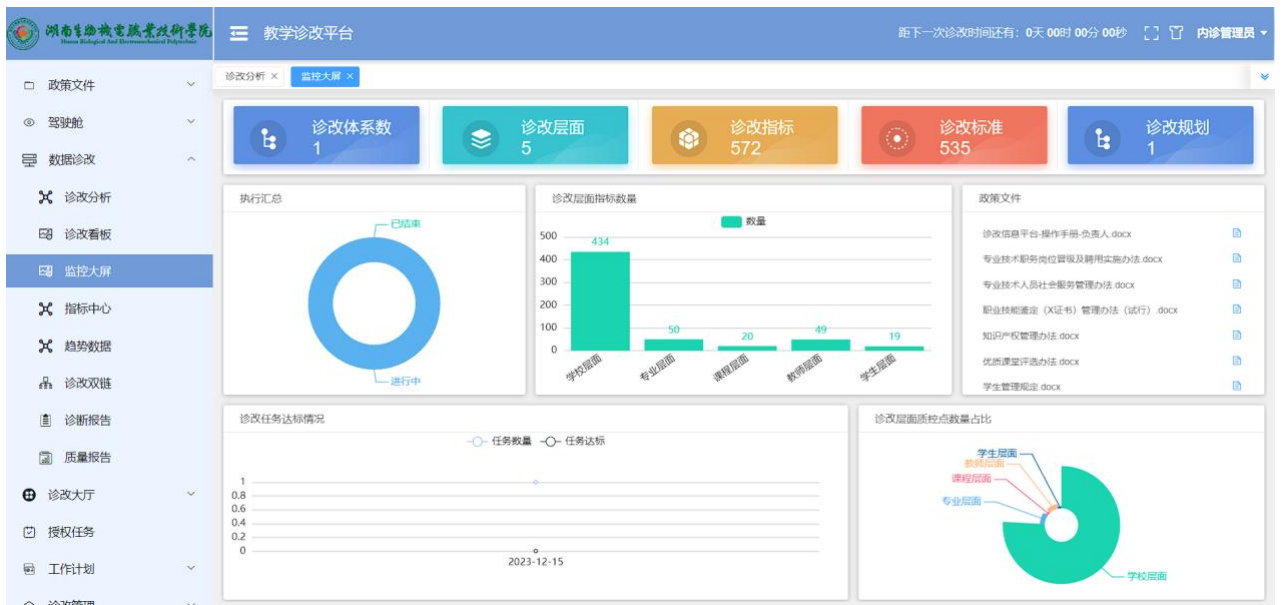 湖南生物机电职业技术学院
Hunan Biological And Electromechanical Polytechnic
教学诊改平台
距下一次诊改时间还有: 0天 00时 00分 00秒
内诊管理员
政策文件
驾驶舱
数据诊改
诊改分析
诊改看板
监控大屏
指标中心
趋势数据
诊改双链
诊断报告
质量报告
诊改大厅
授权任务
工作计划
诊改管理
诊改分析 ×
监控大屏 ×
诊改体系数
1
诊改层面
5
诊改指标
572
诊改标准
535
诊改规划
1
执行汇总
已结束
进行中
诊改层面指标数量
数量
500
400
300
200
100
0
434
50
20
49
19
学校层面
专业层面
课程层面
教师层面
学生层面
政策文件
诊改信息平台-操作手册-负责人.docx
专业技术职务岗位晋级及聘用实施办法.docx
专业技术人员社会服务管理办法.docx
职业技能鉴定（X证书）管理办法（试行）.docx
知识产权管理办法.docx
优质课堂评选办法.docx
学生管理规定.docx
诊改任务达标情况
任务数量
任务达标
1
0.8
0.6
0.4
0.2
0
2023-12-15
诊改层面质控点数量占比
学生层面
教师层面
课程层面
专业层面
学校层面